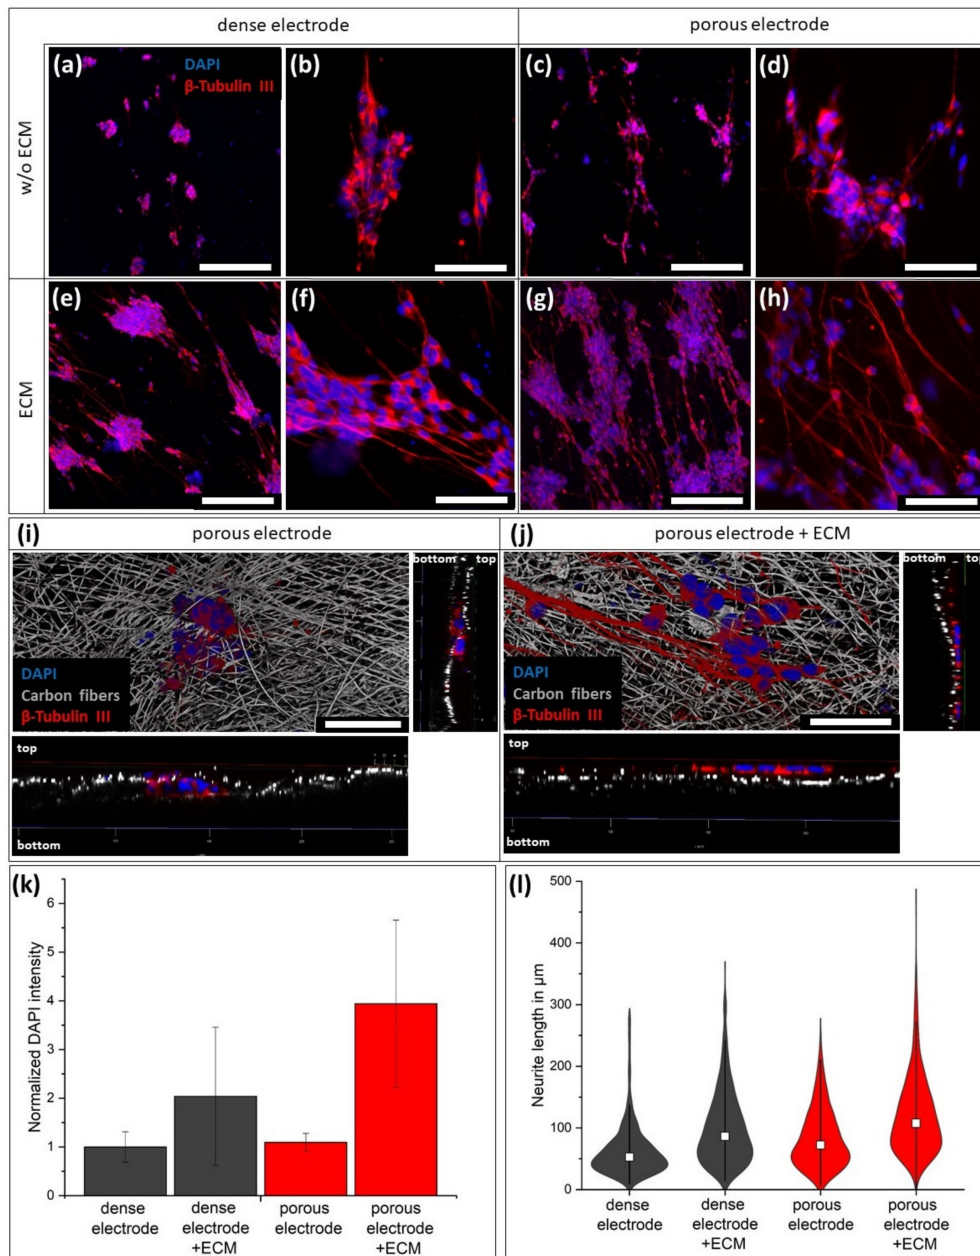 dense electrode
porous electrode
w/o ECM
(a)
DAPI
β-Tubulin III
(b)
(c)
(d)
ECM
(e)
(f)
(g)
(h)
(i)
porous electrode
bottom
top
DAPI
Carbon fibers
β-Tubulin III
top
bottom
(j)
porous electrode + ECM
bottom
top
DAPI
Carbon fibers
β-Tubulin III
top
bottom
(k)
Normalized DAPI intensity
6
5
4
3
2
1
0
dense
electrode
dense
electrode
+ECM
porous
electrode
porous
electrode
+ECM
(l)
Neurite length in µm
500
400
300
200
100
0
dense
electrode
dense
electrode
+ECM
porous
electrode
porous
electrode
+ECM